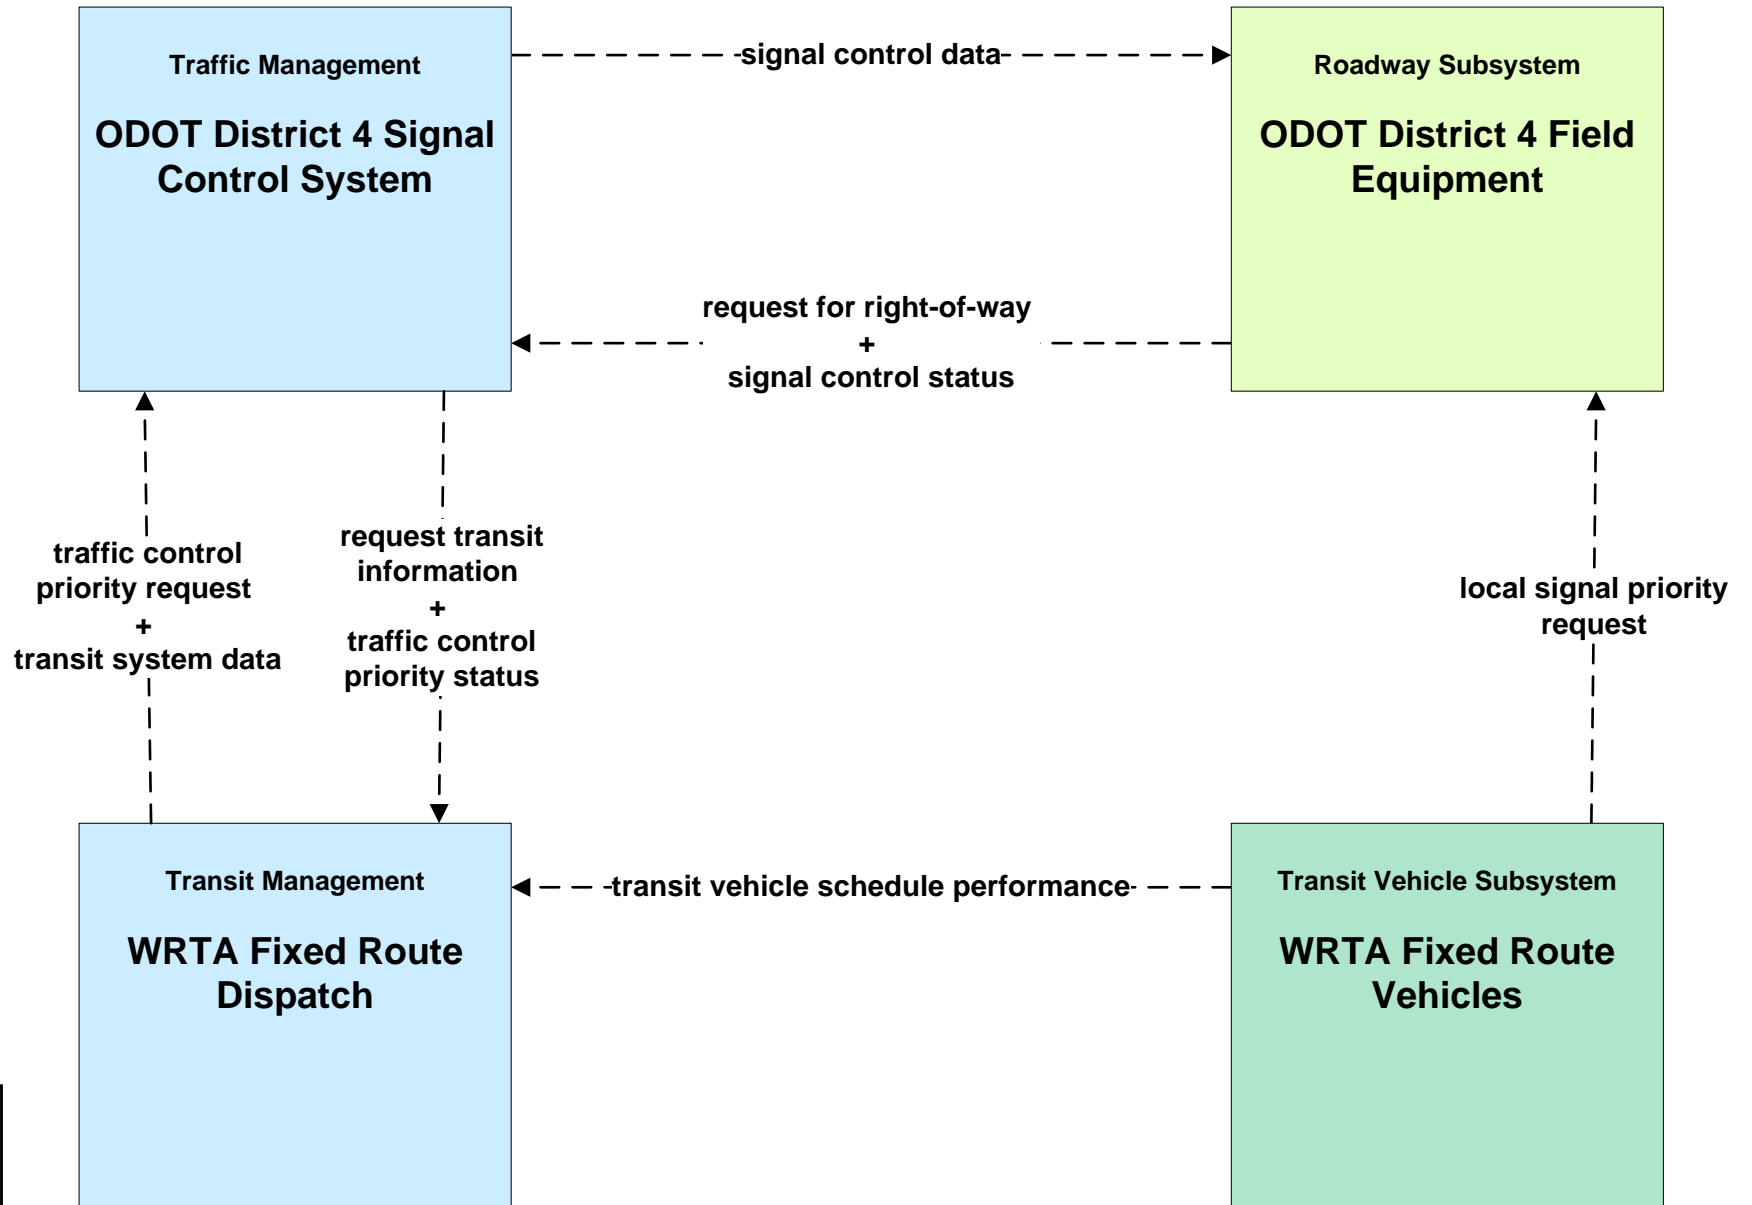 Traffic Management
ODOT District 4 Signal
Control System
signal control data
Roadway Subsystem
ODOT District 4 Field
Equipment
request for right-of-way
+
signal control status
traffic control
priority request
+
transit system data
request transit
information
+
traffic control
priority status
local signal priority
request
Transit Management
WRTA Fixed Route
Dispatch
transit vehicle schedule performance
Transit Vehicle Subsystem
WRTA Fixed Route
Vehicles